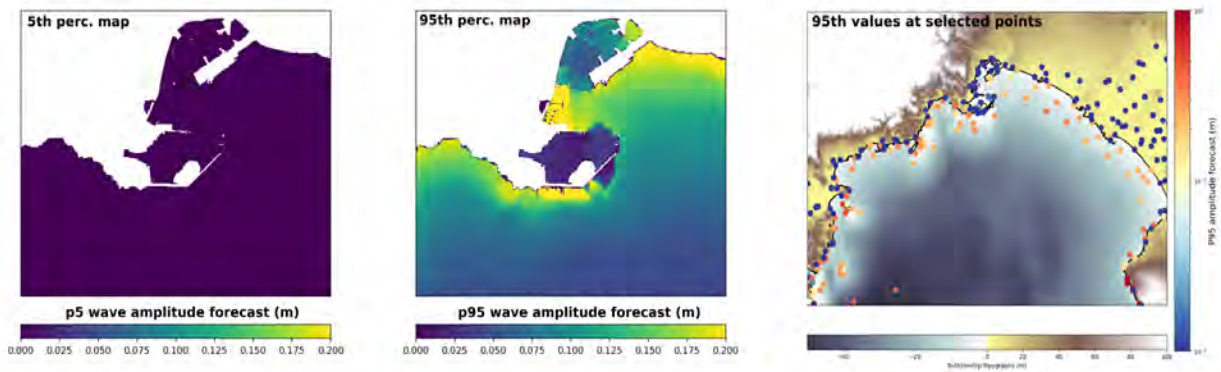 5th perc. map
95th perc. map
95th values at selected points
p5 wave amplitude forecast (m)
p95 wave amplitude forecast (m)
0.000 0.025 0.050 0.075 0.100 0.125 0.150 0.175 0.200
0.000 0.025 0.050 0.075 0.100 0.125 0.150 0.175 0.200
−20 0 20 40 60 80 100
P95 amplitude forecast (m)